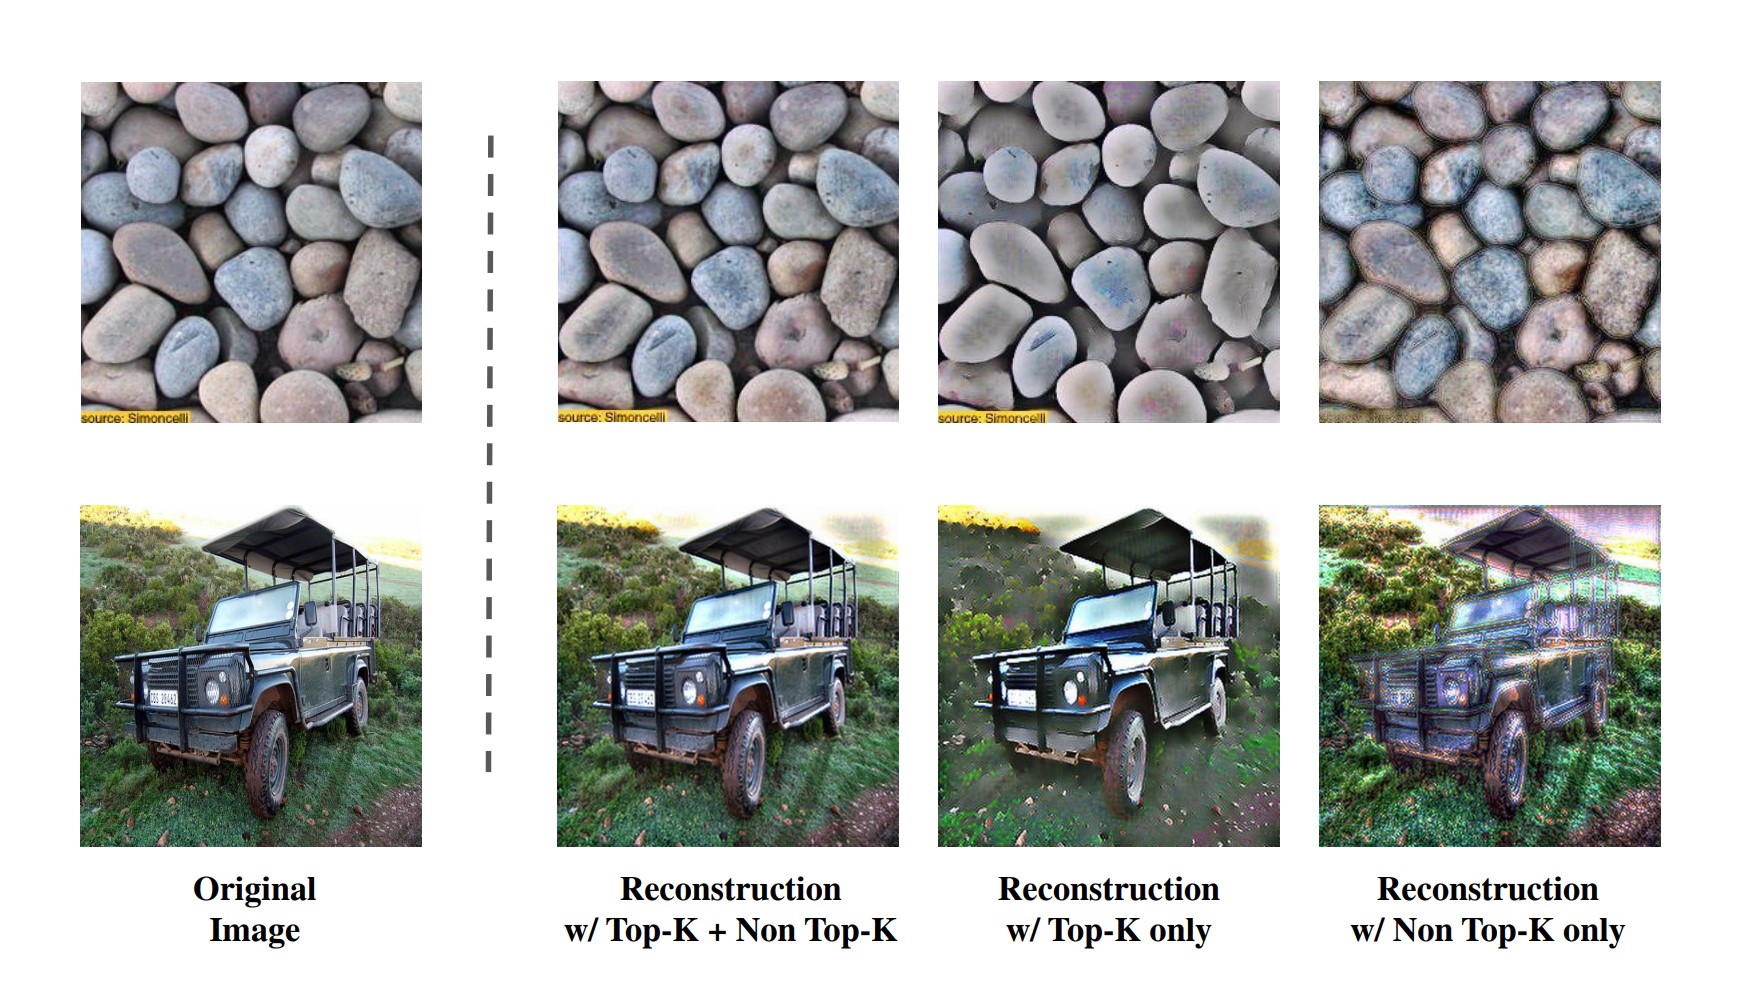 source: Simoncelli
source: Simoncelli
source: Simoncelli
Original
Image
Reconstruction
w/ Top-K + Non Top-K
Reconstruction
w/ Top-K only
Reconstruction
w/ Non Top-K only